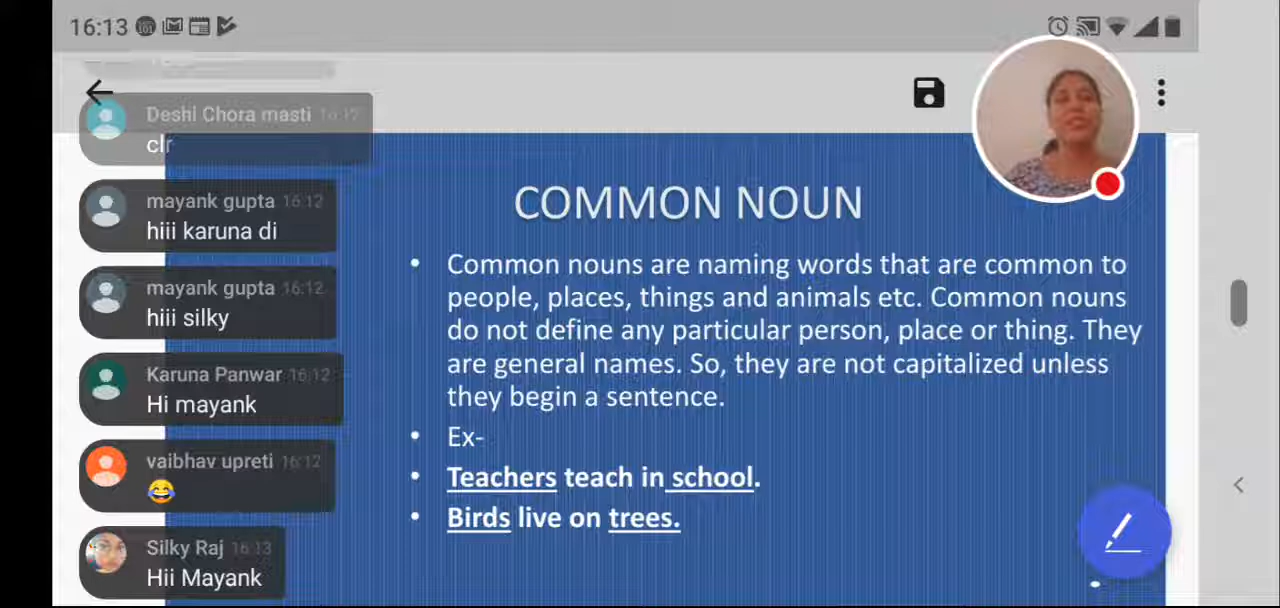 16:13
Deshi Chora masti 16:12
clr
mayank gupta 16:12
hiii karuna di
mayank gupta 16:12
hiii silky
Karuna Panwar 16:12
Hi mayank
vaibhav upreti 16:12
😂
Silky Raj 16:13
Hii Mayank
COMMON NOUN
• Common nouns are naming words that are common to
people, places, things and animals etc. Common nouns
do not define any particular person, place or thing. They
are general names. So, they are not capitalized unless
they begin a sentence.
• Ex-
• Teachers teach in school.
• Birds live on trees.